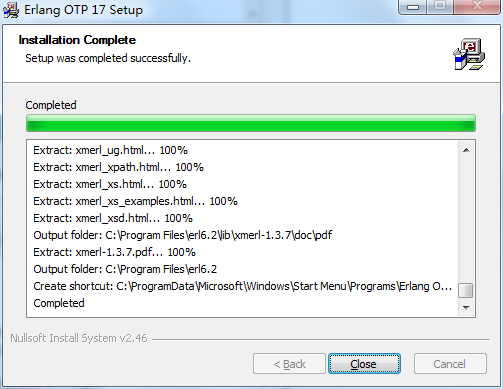 Erlang OTP 17 Setup
Installation Complete
Setup was completed successfully.
Completed
Extract: xmerl_ug.html... 100%
Extract: xmerl_xpath.html... 100%
Extract: xmerl_xs.html... 100%
Extract: xmerl_xs_examples.html... 100%
Extract: xmerl_xsd.html... 100%
Output folder: C:\Program Files\erl6.2\lib\xmerl-1.3.7\doc\pdf
Extract: xmerl-1.3.7.pdf... 100%
Output folder: C:\Program Files\erl6.2
Create shortcut: C:\ProgramData\Microsoft\Windows\Start Menu\Programs\Erlang O...
Completed
Nullsoft Install System v2.46
< Back Close Cancel